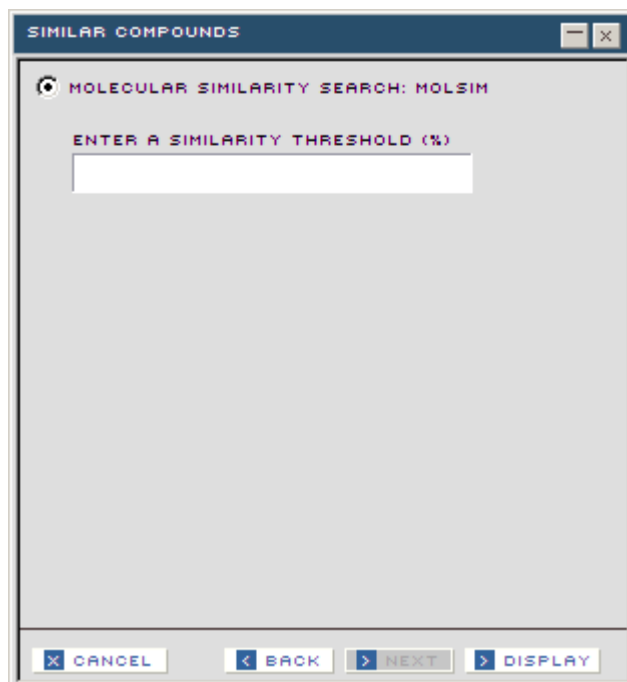 SIMILAR COMPOUNDS
MOLECULAR SIMILARITY SEARCH: MOLSIM
ENTER A SIMILARITY THRESHOLD (%)
CANCEL BACK NEXT DISPLAY